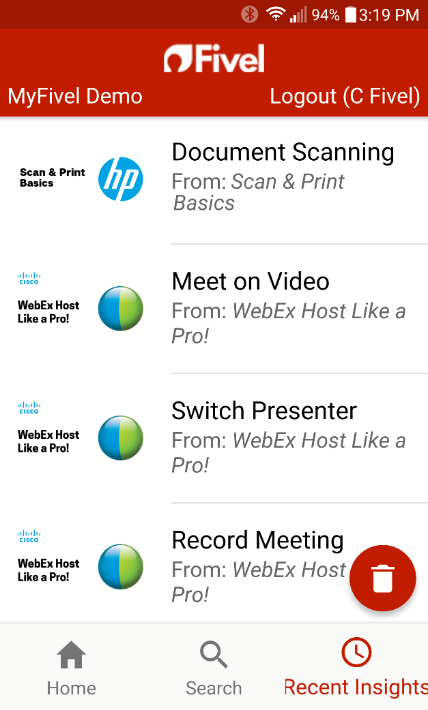 94% 3:19 PM
Fivel
MyFivel Demo Logout (C Fivel)
Scan & Print
Basics
hp
Document Scanning
From: Scan & Print
Basics
CISCO
WebEx Host
Like a Pro!
Meet on Video
From: WebEx Host Like a
Pro!
CISCO
WebEx Host
Like a Pro!
Switch Presenter
From: WebEx Host Like a
Pro!
CISCO
WebEx Host
Like a Pro!
Record Meeting
From: WebEx Host
Pro!
Home Search Recent Insights